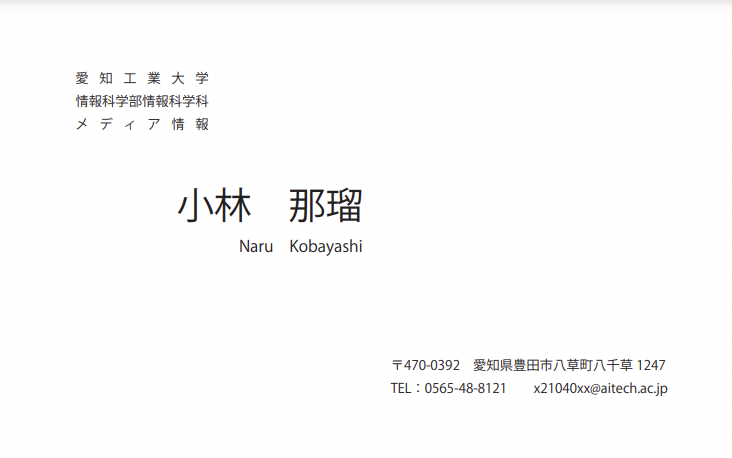 愛知工業大学
情報科学部情報科学科
メディア情報
小林　那瑠
Naru　Kobayashi
〒470-0392　愛知県豊田市八草町八千草 1247
TEL：0565-48-8121　　x21040xx@aitech.ac.jp